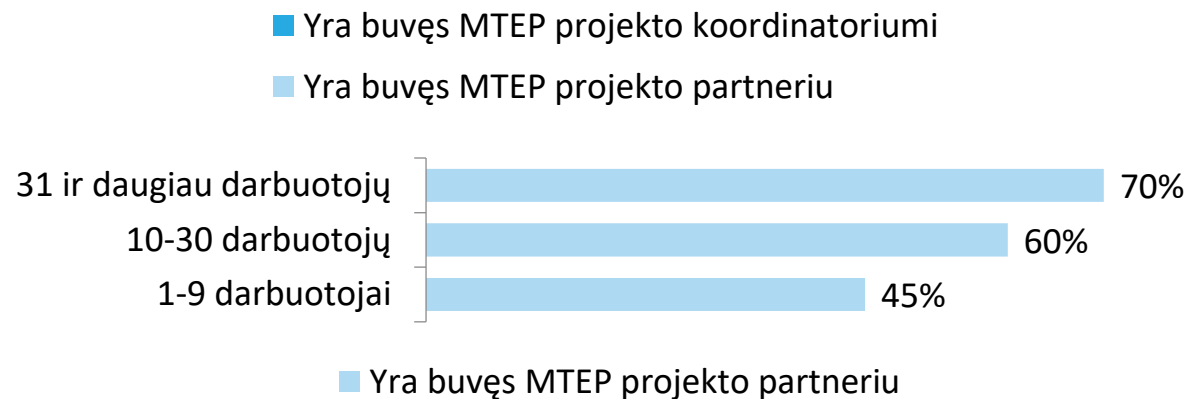 Yra buvęs MTEP projekto koordinatoriumi
Yra buvęs MTEP projekto partneriu
31 ir daugiau darbuotojų 70%
10-30 darbuotojų 60%
1-9 darbuotojai 45%
Yra buvęs MTEP projekto partneriu